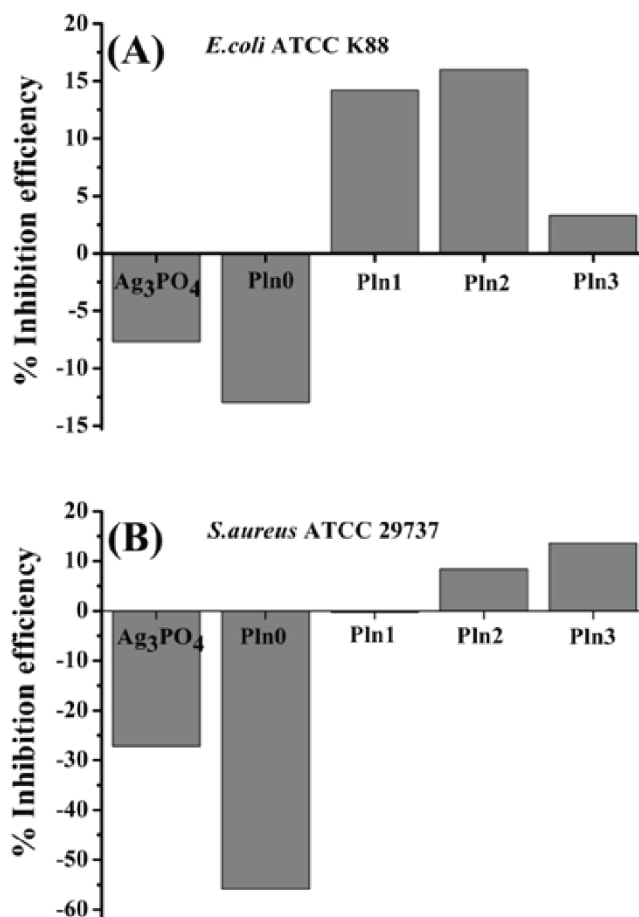 20
(A)
E.coli ATCC K88
15
10
5
0
-5
-10
-15
% Inhibition efficiency
Ag₃PO₄
Pln0
Pln1
Pln2
Pln3
20
(B)
S.aureus ATCC 29737
10
0
-10
-20
-30
-40
-50
-60
% Inhibition efficiency
Ag₃PO₄
Pln0
Pln1
Pln2
Pln3